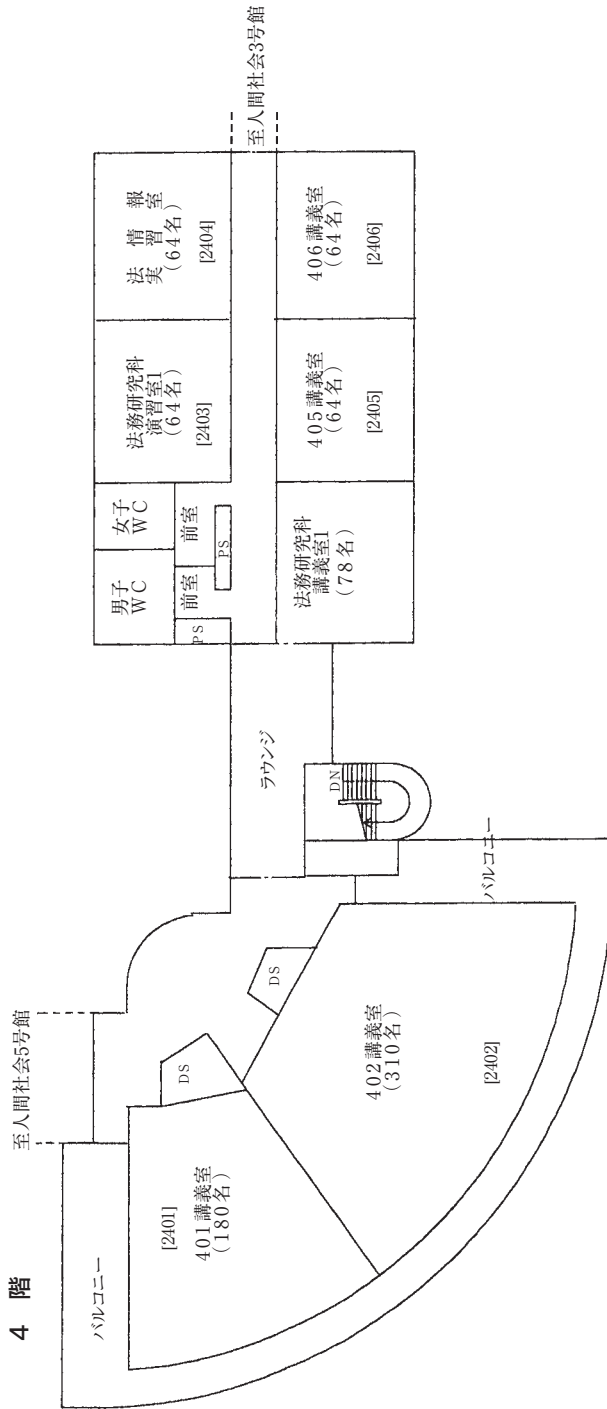 4 階
バルコニー
至人間社会5号館
[2401]
401講義室
(180名)
DS
DS
402講義室
(310名)
[2402]
バルコニー
ラウンジ
DN
男子
WC
女子
WC
前室
前室
PS
PS
法務研究科
演習室1
(64名)
[2403]
法情報
実習室
(64名)
[2404]
法務研究科
講義室1
(78名)
405講義室
(64名)
[2405]
406講義室
(64名)
[2406]
至人間社会3号館